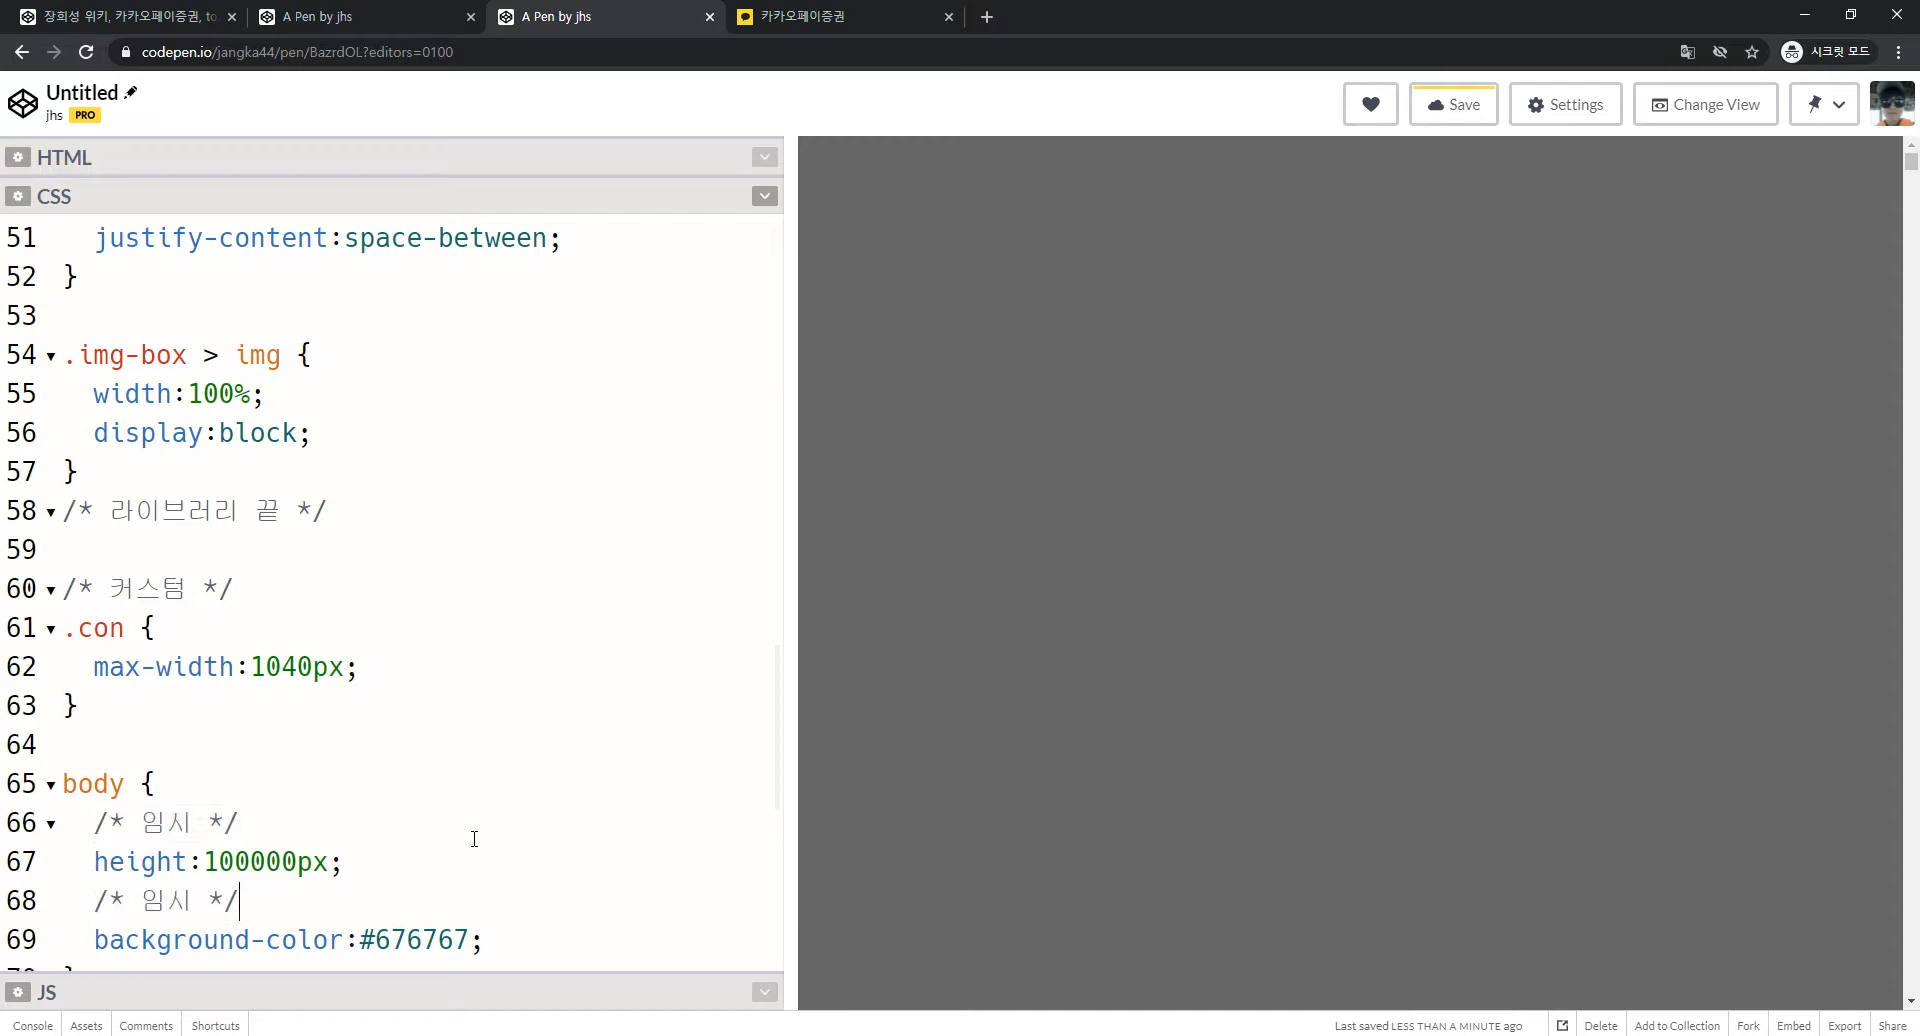 장희성 위키, 카카오페이증권, to
A Pen by jhs
A Pen by jhs
카카오페이증권
codepen.io/jangka44/pen/BazrdOL?editors=0100
시크릿 모드
Untitled
jhs PRO
Save
Settings
Change View
HTML
CSS
51 justify-content:space-between;
52 }
53
54 .img-box > img {
55 width:100%;
56 display:block;
57 }
58 /* 라이브러리 끝 */
59
60 /* 커스텀 */
61 .con {
62 max-width:1040px;
63 }
64
65 body {
66 /* 임시 */
67 height:100000px;
68 /* 임시 */
69 background-color:#676767;
70 }
JS
Console Assets Comments Shortcuts
Last saved LESS THAN A MINUTE ago
Delete Add to Collection Fork Embed Export Share